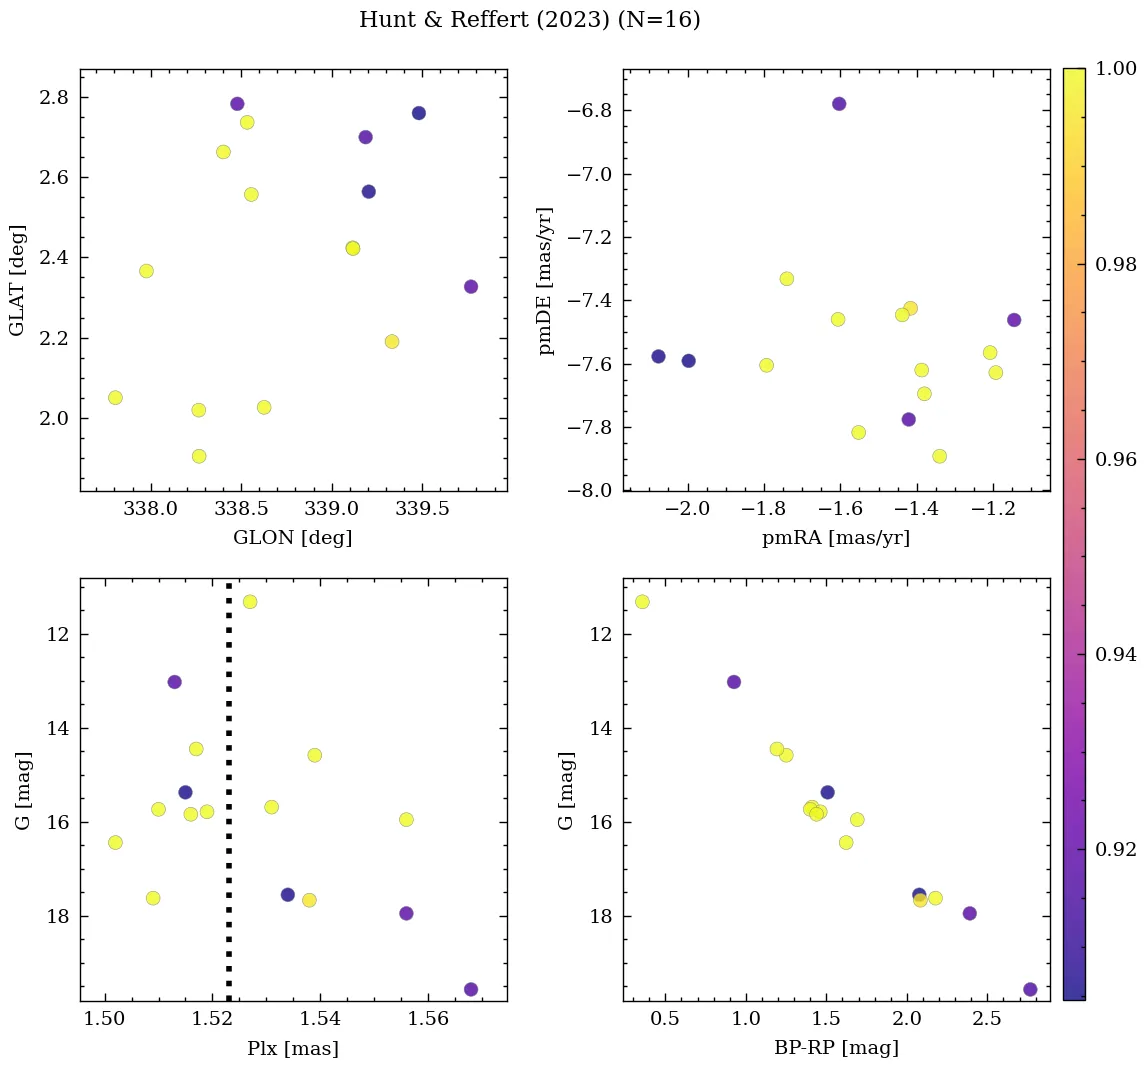 Hunt & Reffert (2023) (N=16)
2.8
2.6
2.4
2.2
2.0
GLAT [deg]
338.0 338.5 339.0 339.5
GLON [deg]
−6.8
−7.0
−7.2
−7.4
−7.6
−7.8
−8.0
pmDE [mas/yr]
−2.0 −1.8 −1.6 −1.4 −1.2
pmRA [mas/yr]
12
14
16
18
G [mag]
1.50 1.52 1.54 1.56
Plx [mas]
12
14
16
18
G [mag]
0.5 1.0 1.5 2.0 2.5
BP-RP [mag]
1.00
0.98
0.96
0.94
0.92